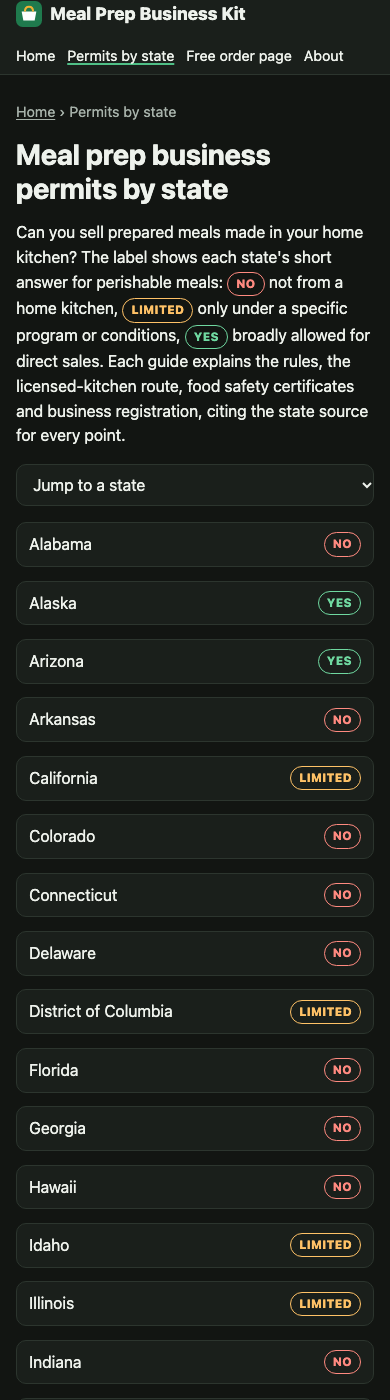 Meal Prep Business Kit
Home Permits by state Free order page About
Home › Permits by state
Meal prep business
permits by state
Can you sell prepared meals made in your home
kitchen? The label shows each state's short
answer for perishable meals: NO not from a
home kitchen, LIMITED only under a specific
program or conditions, YES broadly allowed for
direct sales. Each guide explains the rules, the
licensed-kitchen route, food safety certificates
and business registration, citing the state source
for every point.
Jump to a state
Alabama NO
Alaska YES
Arizona YES
Arkansas NO
California LIMITED
Colorado NO
Connecticut NO
Delaware NO
District of Columbia LIMITED
Florida NO
Georgia NO
Hawaii NO
Idaho LIMITED
Illinois LIMITED
Indiana NO